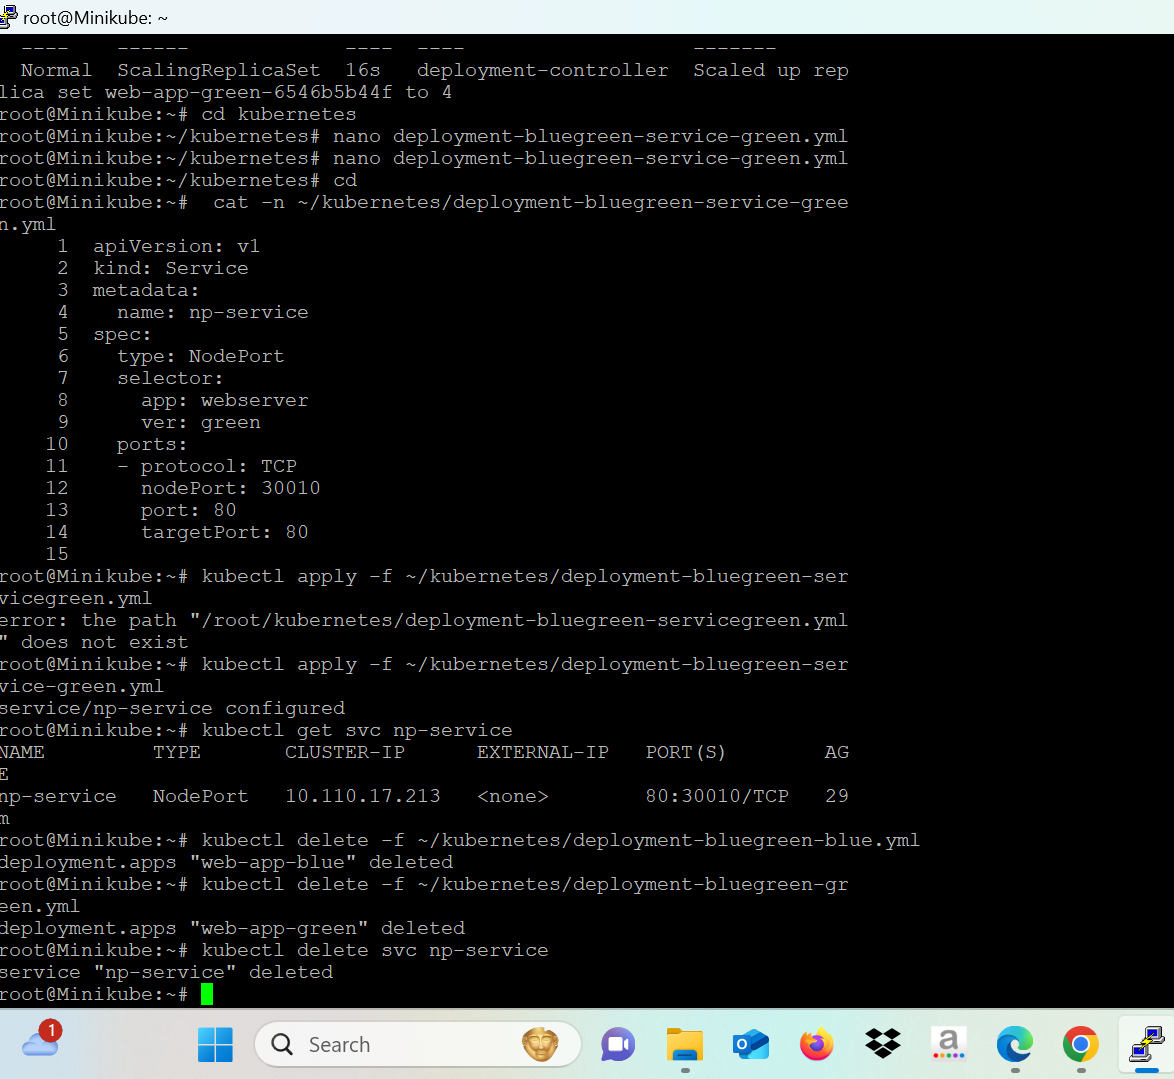 root@Minikube: ~
---- ------ ---- ---- -------
Normal ScalingReplicaSet 16s deployment-controller Scaled up rep
lica set web-app-green-6546b5b44f to 4
root@Minikube:~# cd kubernetes
root@Minikube:~/kubernetes# nano deployment-bluegreen-service-green.yml
root@Minikube:~/kubernetes# nano deployment-bluegreen-service-green.yml
root@Minikube:~/kubernetes# cd
root@Minikube:~#  cat -n ~/kubernetes/deployment-bluegreen-service-gree
n.yml
1 apiVersion: v1
2 kind: Service
3 metadata:
4   name: np-service
5 spec:
6   type: NodePort
7   selector:
8     app: webserver
9     ver: green
10   ports:
11   - protocol: TCP
12     nodePort: 30010
13     port: 80
14     targetPort: 80
15
root@Minikube:~# kubectl apply -f ~/kubernetes/deployment-bluegreen-ser
vicegreen.yml
error: the path "/root/kubernetes/deployment-bluegreen-servicegreen.yml
" does not exist
root@Minikube:~# kubectl apply -f ~/kubernetes/deployment-bluegreen-ser
vice-green.yml
service/np-service configured
root@Minikube:~# kubectl get svc np-service
NAME TYPE CLUSTER-IP EXTERNAL-IP PORT(S) AG
E
np-service NodePort 10.110.17.213 <none> 80:30010/TCP 29
m
root@Minikube:~# kubectl delete -f ~/kubernetes/deployment-bluegreen-blue.yml
deployment.apps "web-app-blue" deleted
root@Minikube:~# kubectl delete -f ~/kubernetes/deployment-bluegreen-gr
een.yml
deployment.apps "web-app-green" deleted
root@Minikube:~# kubectl delete svc np-service
service "np-service" deleted
root@Minikube:~#
1
Search
a